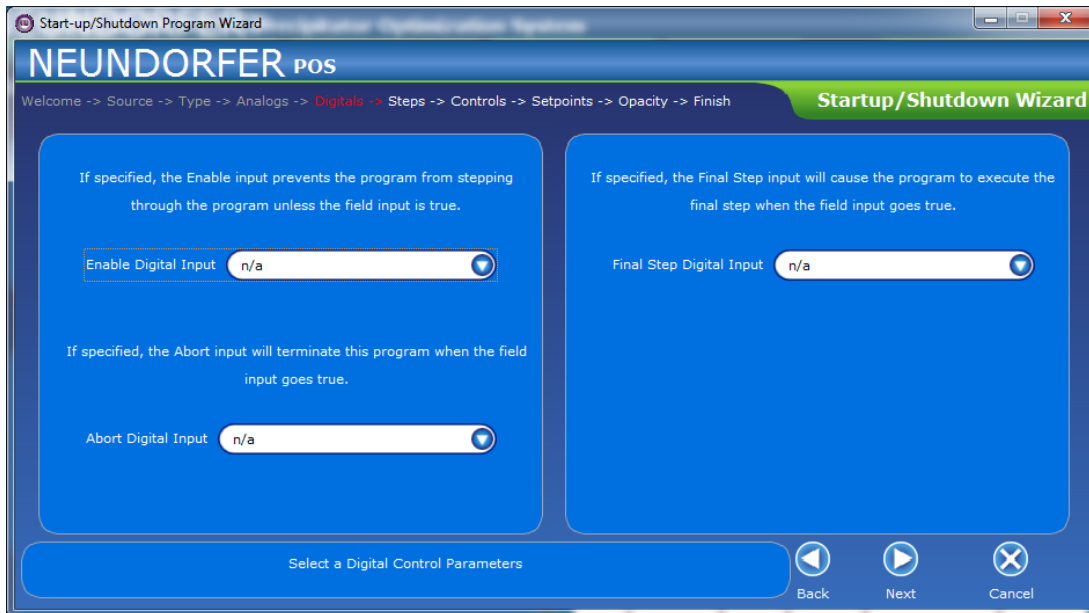 Start-up/Shutdown Program Wizard
Precipitator Optimization System
NEUNDORFER POS
Welcome -> Source -> Type -> Analogs -> Digitals -> Steps -> Controls -> Setpoints -> Opacity -> Finish
Startup/Shutdown Wizard
If specified, the Enable input prevents the program from stepping
through the program unless the field input is true.
Enable Digital Input n/a
If specified, the Abort input will terminate this program when the field
input goes true.
Abort Digital Input n/a
If specified, the Final Step input will cause the program to execute the
final step when the field input goes true.
Final Step Digital Input n/a
Select a Digital Control Parameters
Back Next Cancel